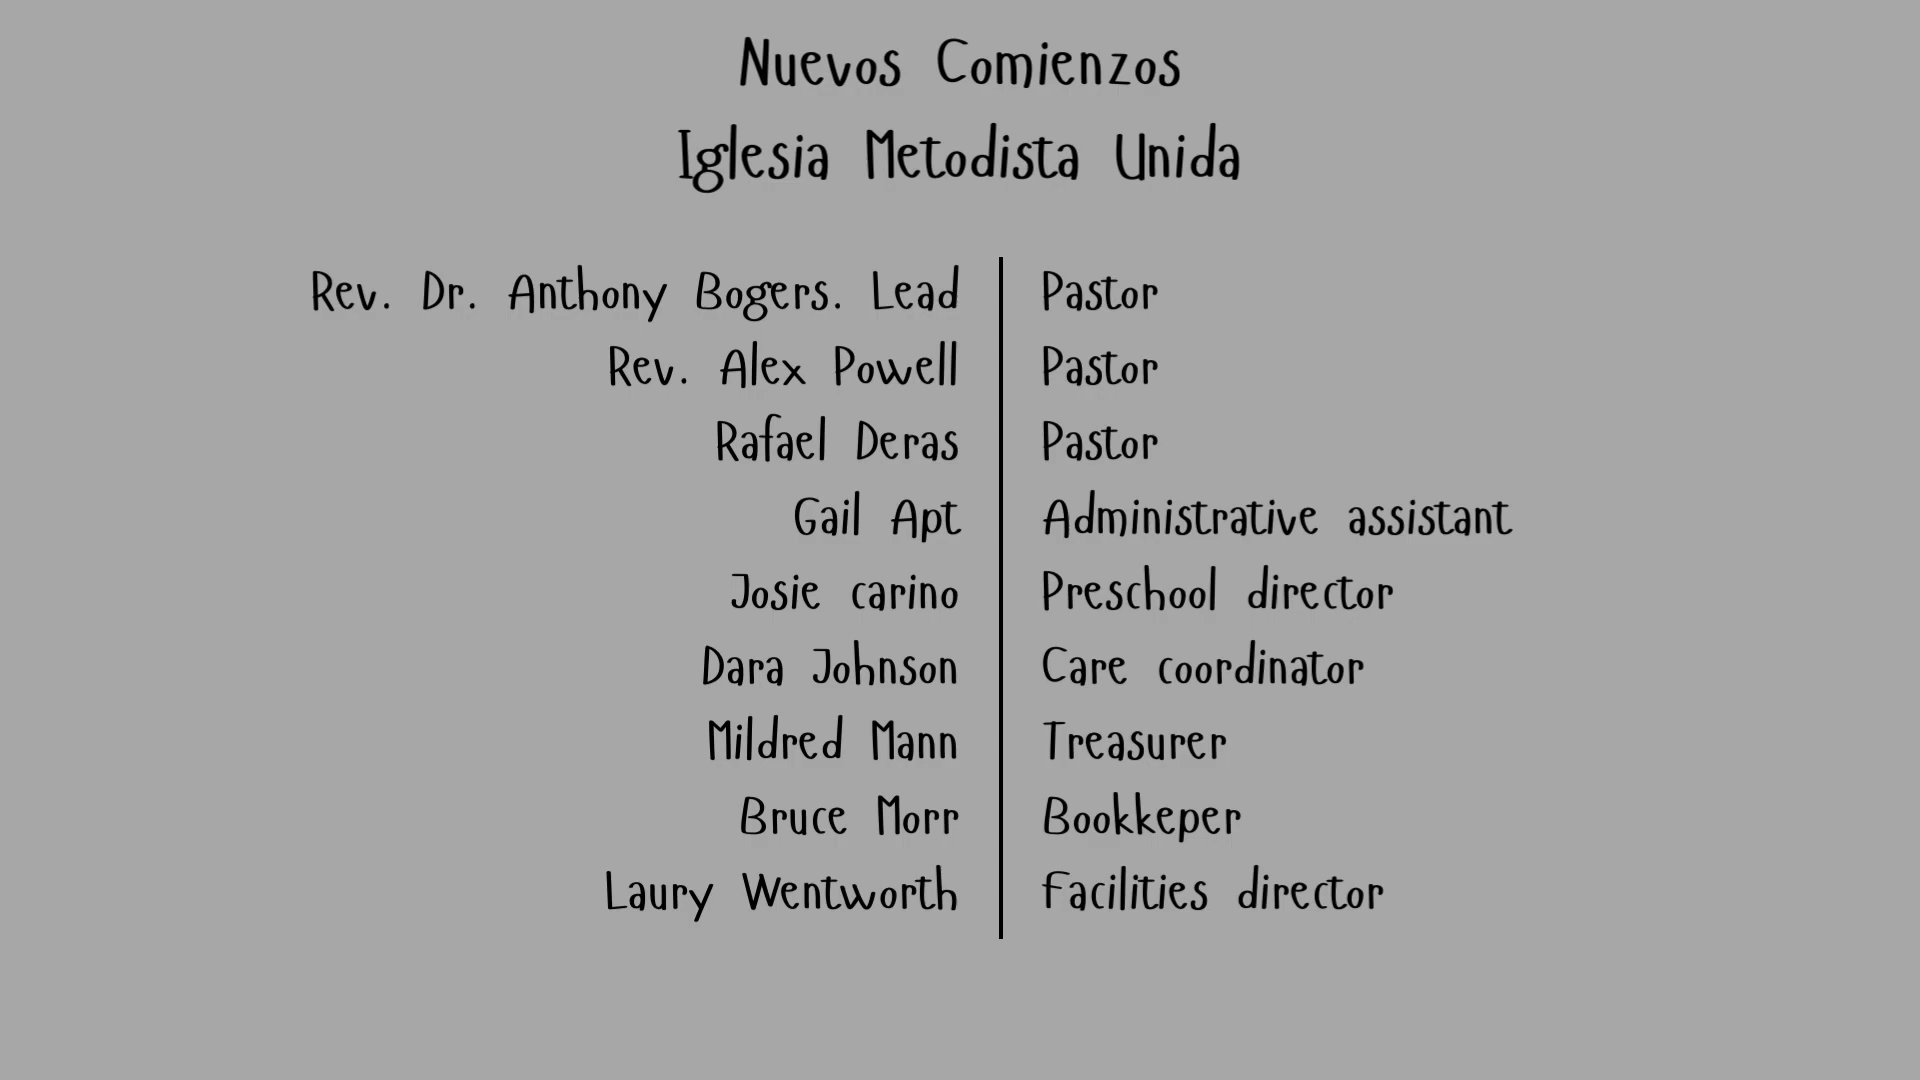 Nuevos Comienzos
Iglesia Metodista Unida
Rev. Dr. Anthony Bogers. Lead Pastor
Rev. Alex Powell Pastor
Rafael Deras Pastor
Gail Apt Administrative assistant
Josie carino Preschool director
Dara Johnson Care coordinator
Mildred Mann Treasurer
Bruce Morr Bookkeper
Laury Wentworth Facilities director